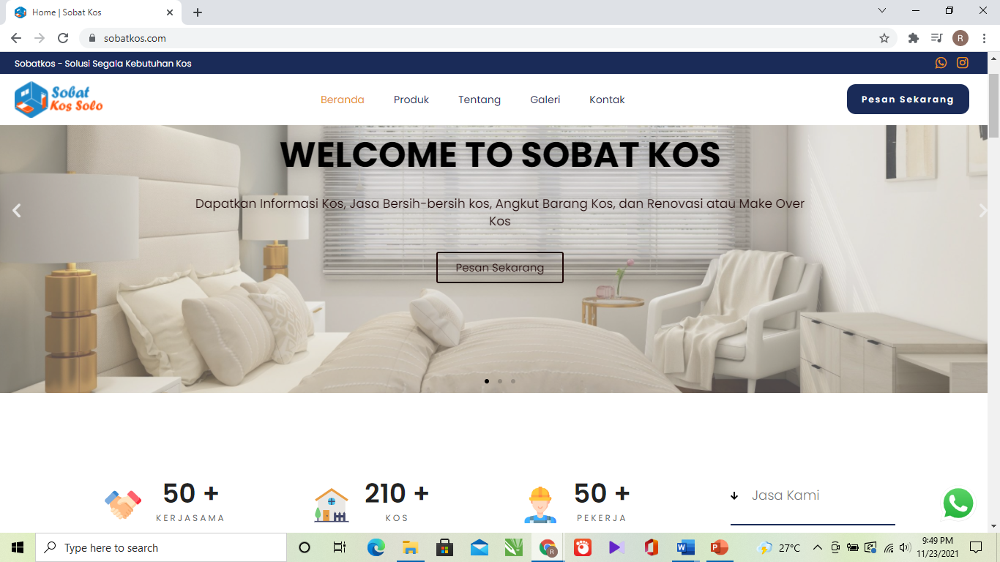 Home | Sobat Kos
sobatkos.com
R
Sobatkos - Solusi Segala Kebutuhan Kos
Sobat
Kos Solo
Beranda
Produk
Tentang
Galeri
Kontak
Pesan Sekarang
WELCOME TO SOBAT KOS
Dapatkan Informasi Kos, Jasa Bersih-bersih kos, Angkut Barang Kos, dan Renovasi atau Make Over
Kos
Pesan Sekarang
50 +
KERJASAMA
210 +
KOS
50 +
PEKERJA
Jasa Kami
Type here to search
R
27°C
9:49 PM
11/23/2021